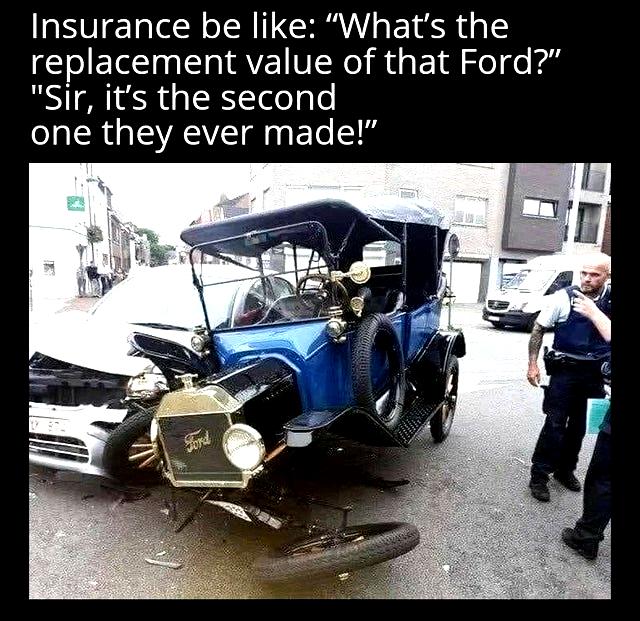 Insurance be like: “What’s the
replacement value of that Ford?”
"Sir, it’s the second
one they ever made!”
Ford